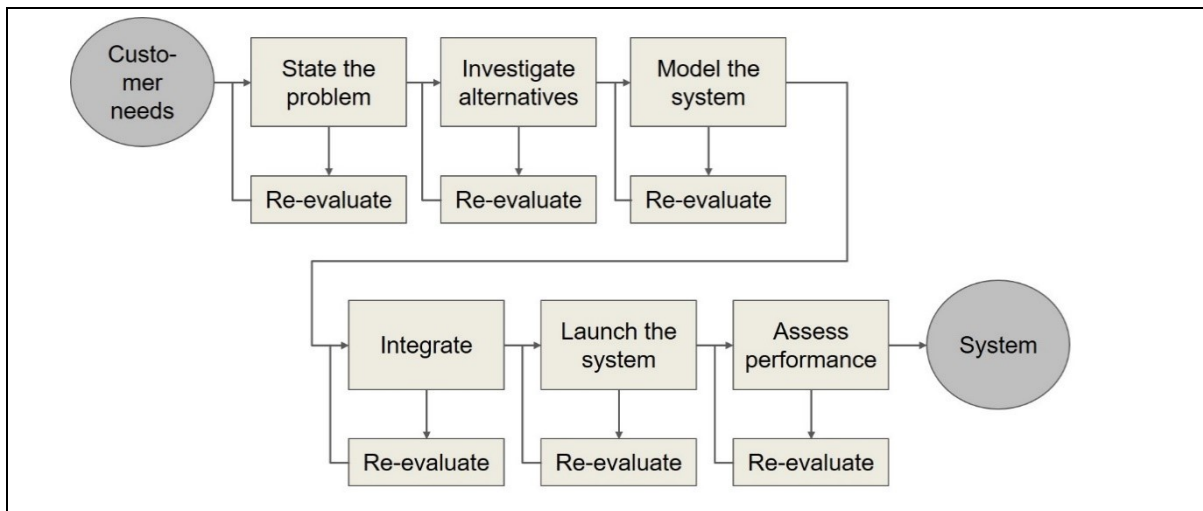 Custo-
mer
needs
State the
problem
Investigate
alternatives
Model the
system
Re-evaluate
Re-evaluate
Re-evaluate
Integrate
Launch the
system
Assess
performance
System
Re-evaluate
Re-evaluate
Re-evaluate